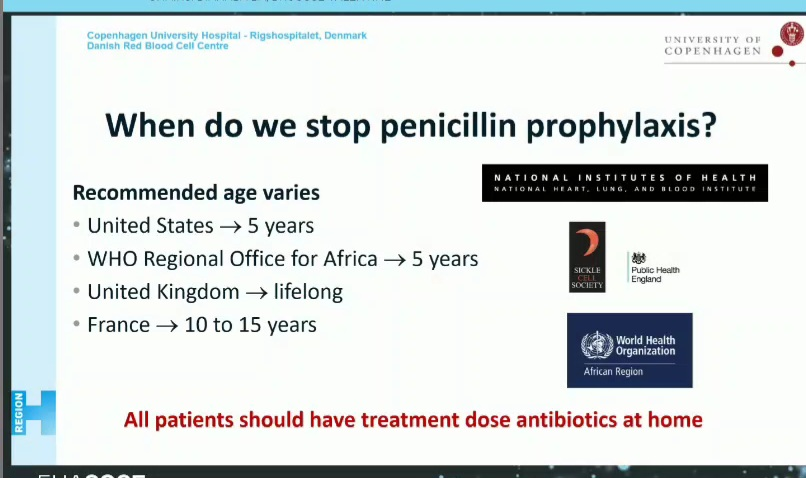 Copenhagen University Hospital - Rigshospitalet, Denmark
Danish Red Blood Cell Centre
UNIVERSITY OF
COPENHAGEN
When do we stop penicillin prophylaxis?
Recommended age varies
• United States → 5 years
• WHO Regional Office for Africa → 5 years
• United Kingdom → lifelong
• France → 10 to 15 years
NATIONAL INSTITUTES OF HEALTH
NATIONAL HEART, LUNG, AND BLOOD INSTITUTE
SICKLE
CELL
SOCIETY
Public Health
England
World Health
Organization
African Region
REGION
All patients should have treatment dose antibiotics at home